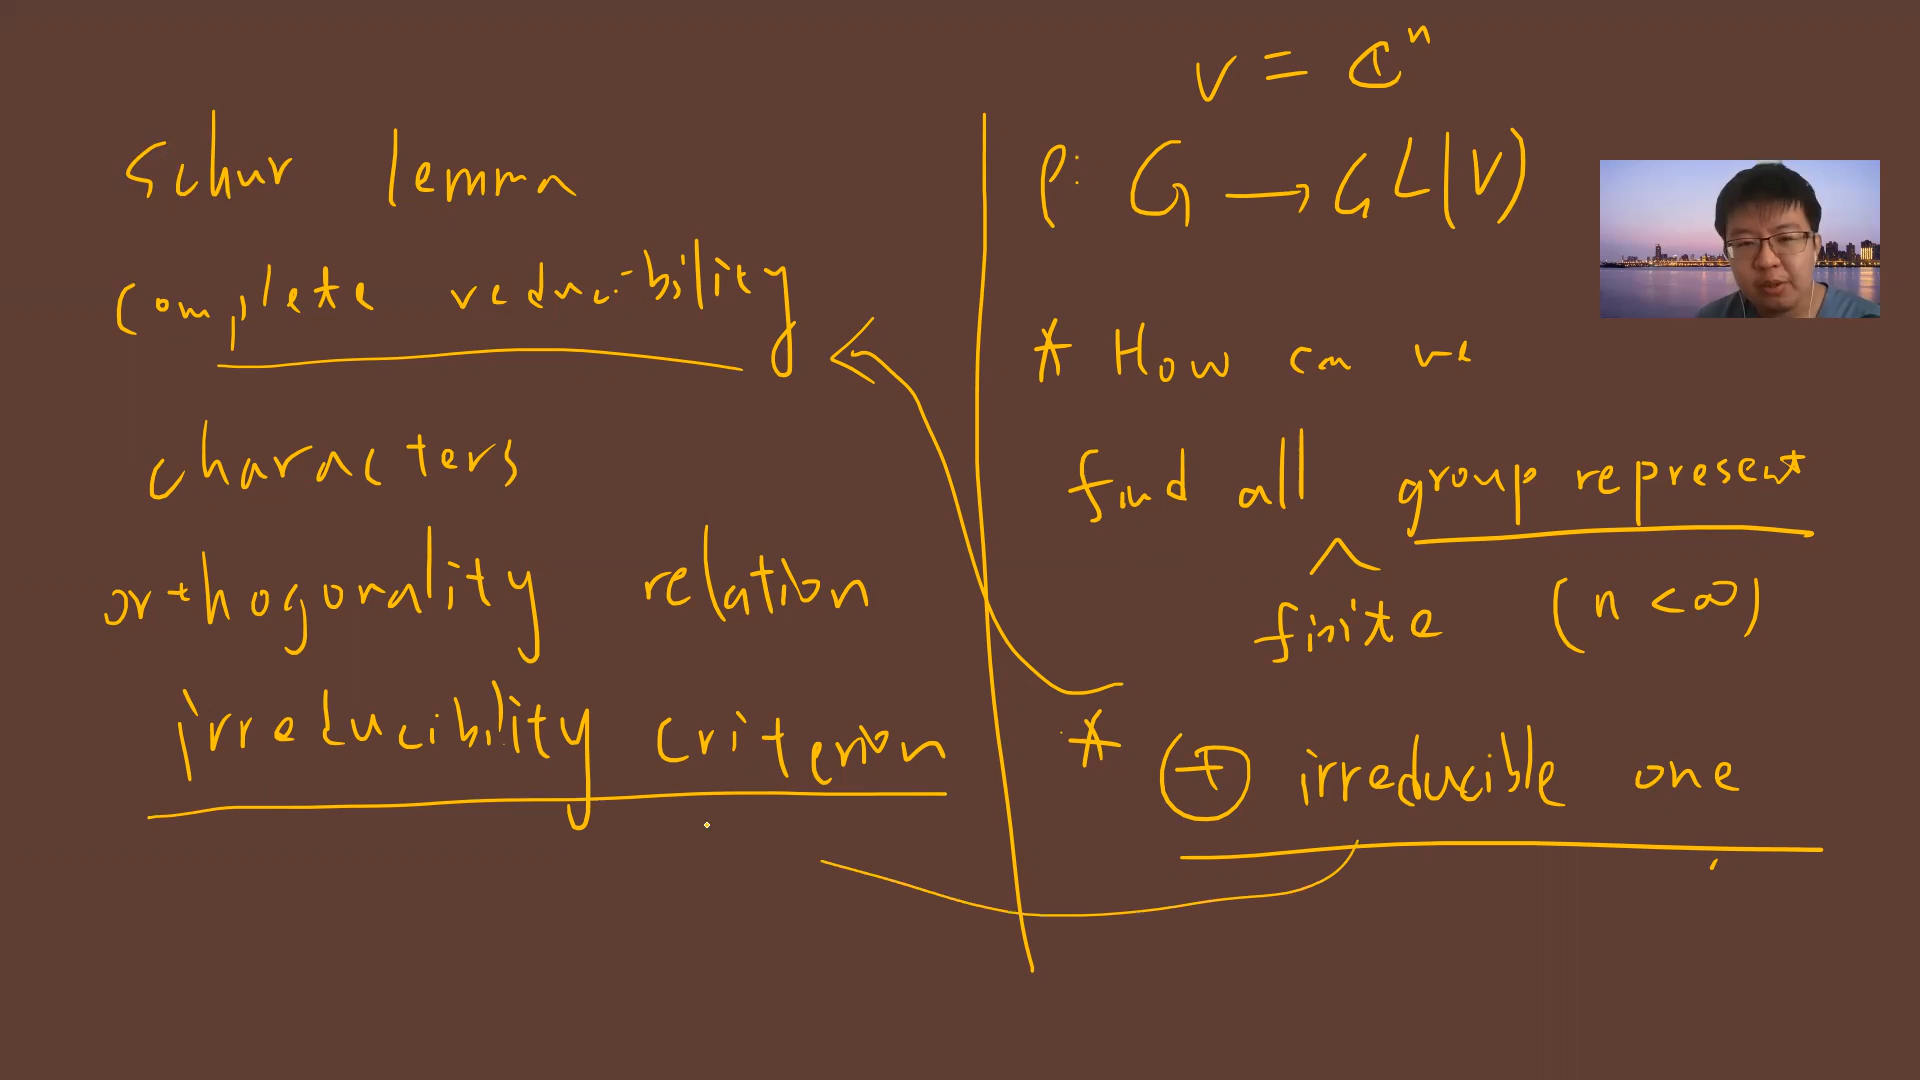 Schur lemma
complete reducibility
characters
orthogonality relation
irreducibility criterion
V = ℂⁿ
ρ: G → GL(V)
* How can we
find all group represent
^
finite (n < ∞)
* ⊕ irreducible one